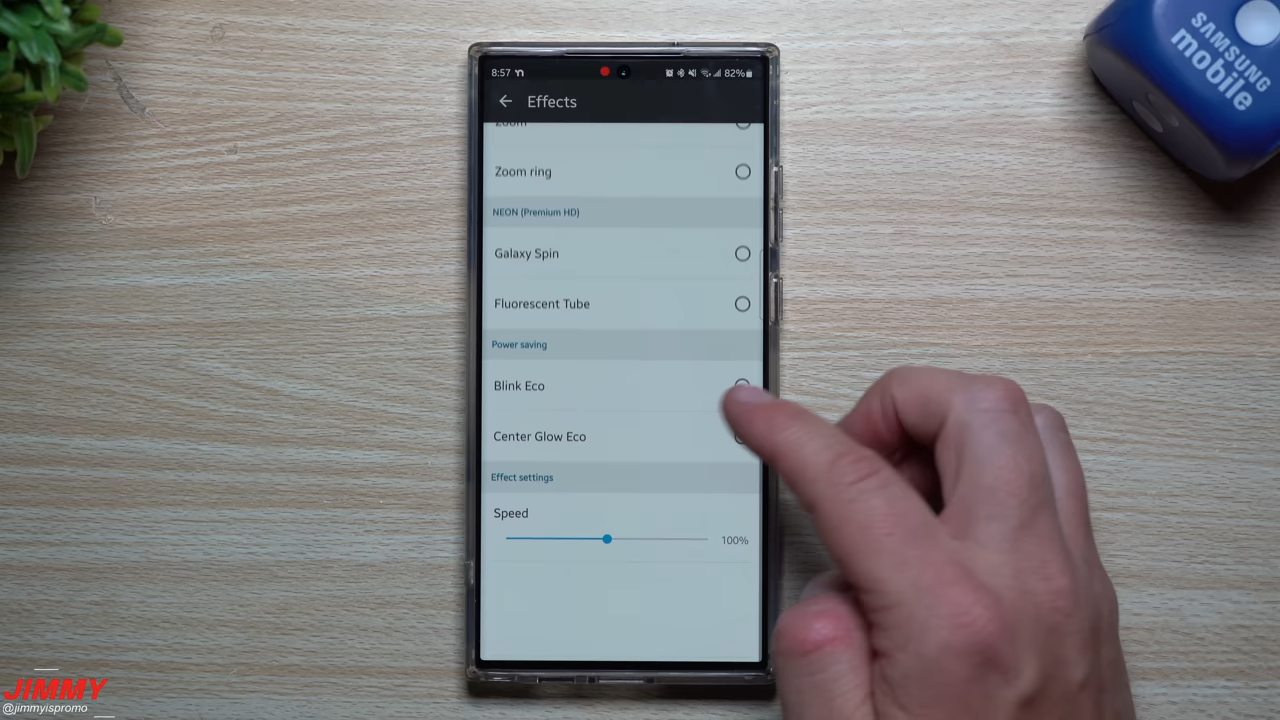 SAMSUNG
mobile
8:57
82%
Effects
Zoom
Zoom ring
NEON (Premium HD)
Galaxy Spin
Fluorescent Tube
Power saving
Blink Eco
Center Glow Eco
Effect settings
Speed
100%
JIMMY
@jimmyispromo